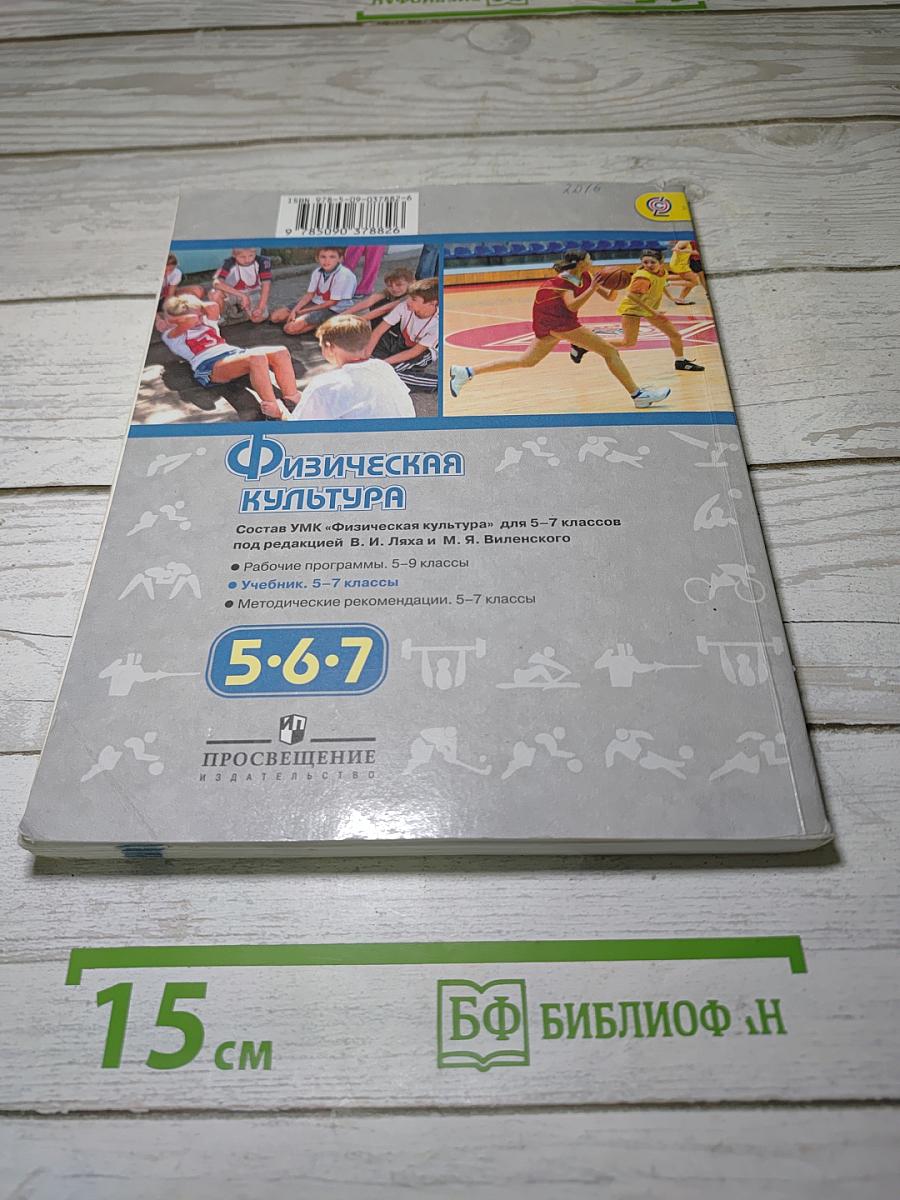 2016
ISBN 978-5-09-037882-6
9 785090 378826
3
Физическая
культура
Состав УМК «Физическая культура» для 5–7 классов
под редакцией В. И. Ляха и М. Я. Виленского
• Рабочие программы. 5–9 классы
• Учебник. 5–7 классы
• Методические рекомендации. 5–7 классы
5•6•7
ИП
ПРОСВЕЩЕНИЕ
ИЗДАТЕЛЬСТВО
15 см
БФ